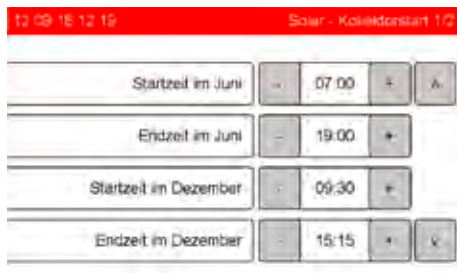 12.09.18 12:19 Solar - Kollektorstart 1/2
Startzeit im Juni - 07:00 + ʌ
Endzeit im Juni - 19:00 +
Startzeit im Dezember - 09:30 +
Endzeit im Dezember - 15:15 + v